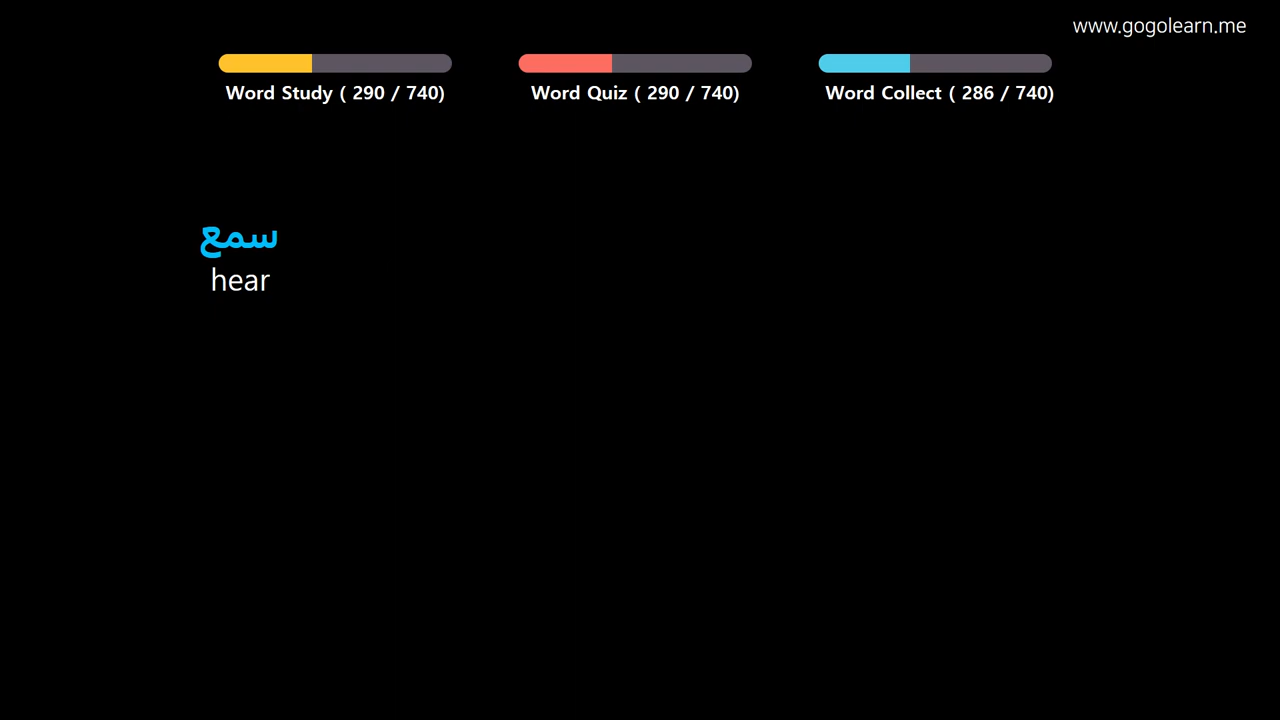 www.gogolearn.me
Word Study ( 290 / 740)
Word Quiz ( 290 / 740)
Word Collect ( 286 / 740)
سمع
hear